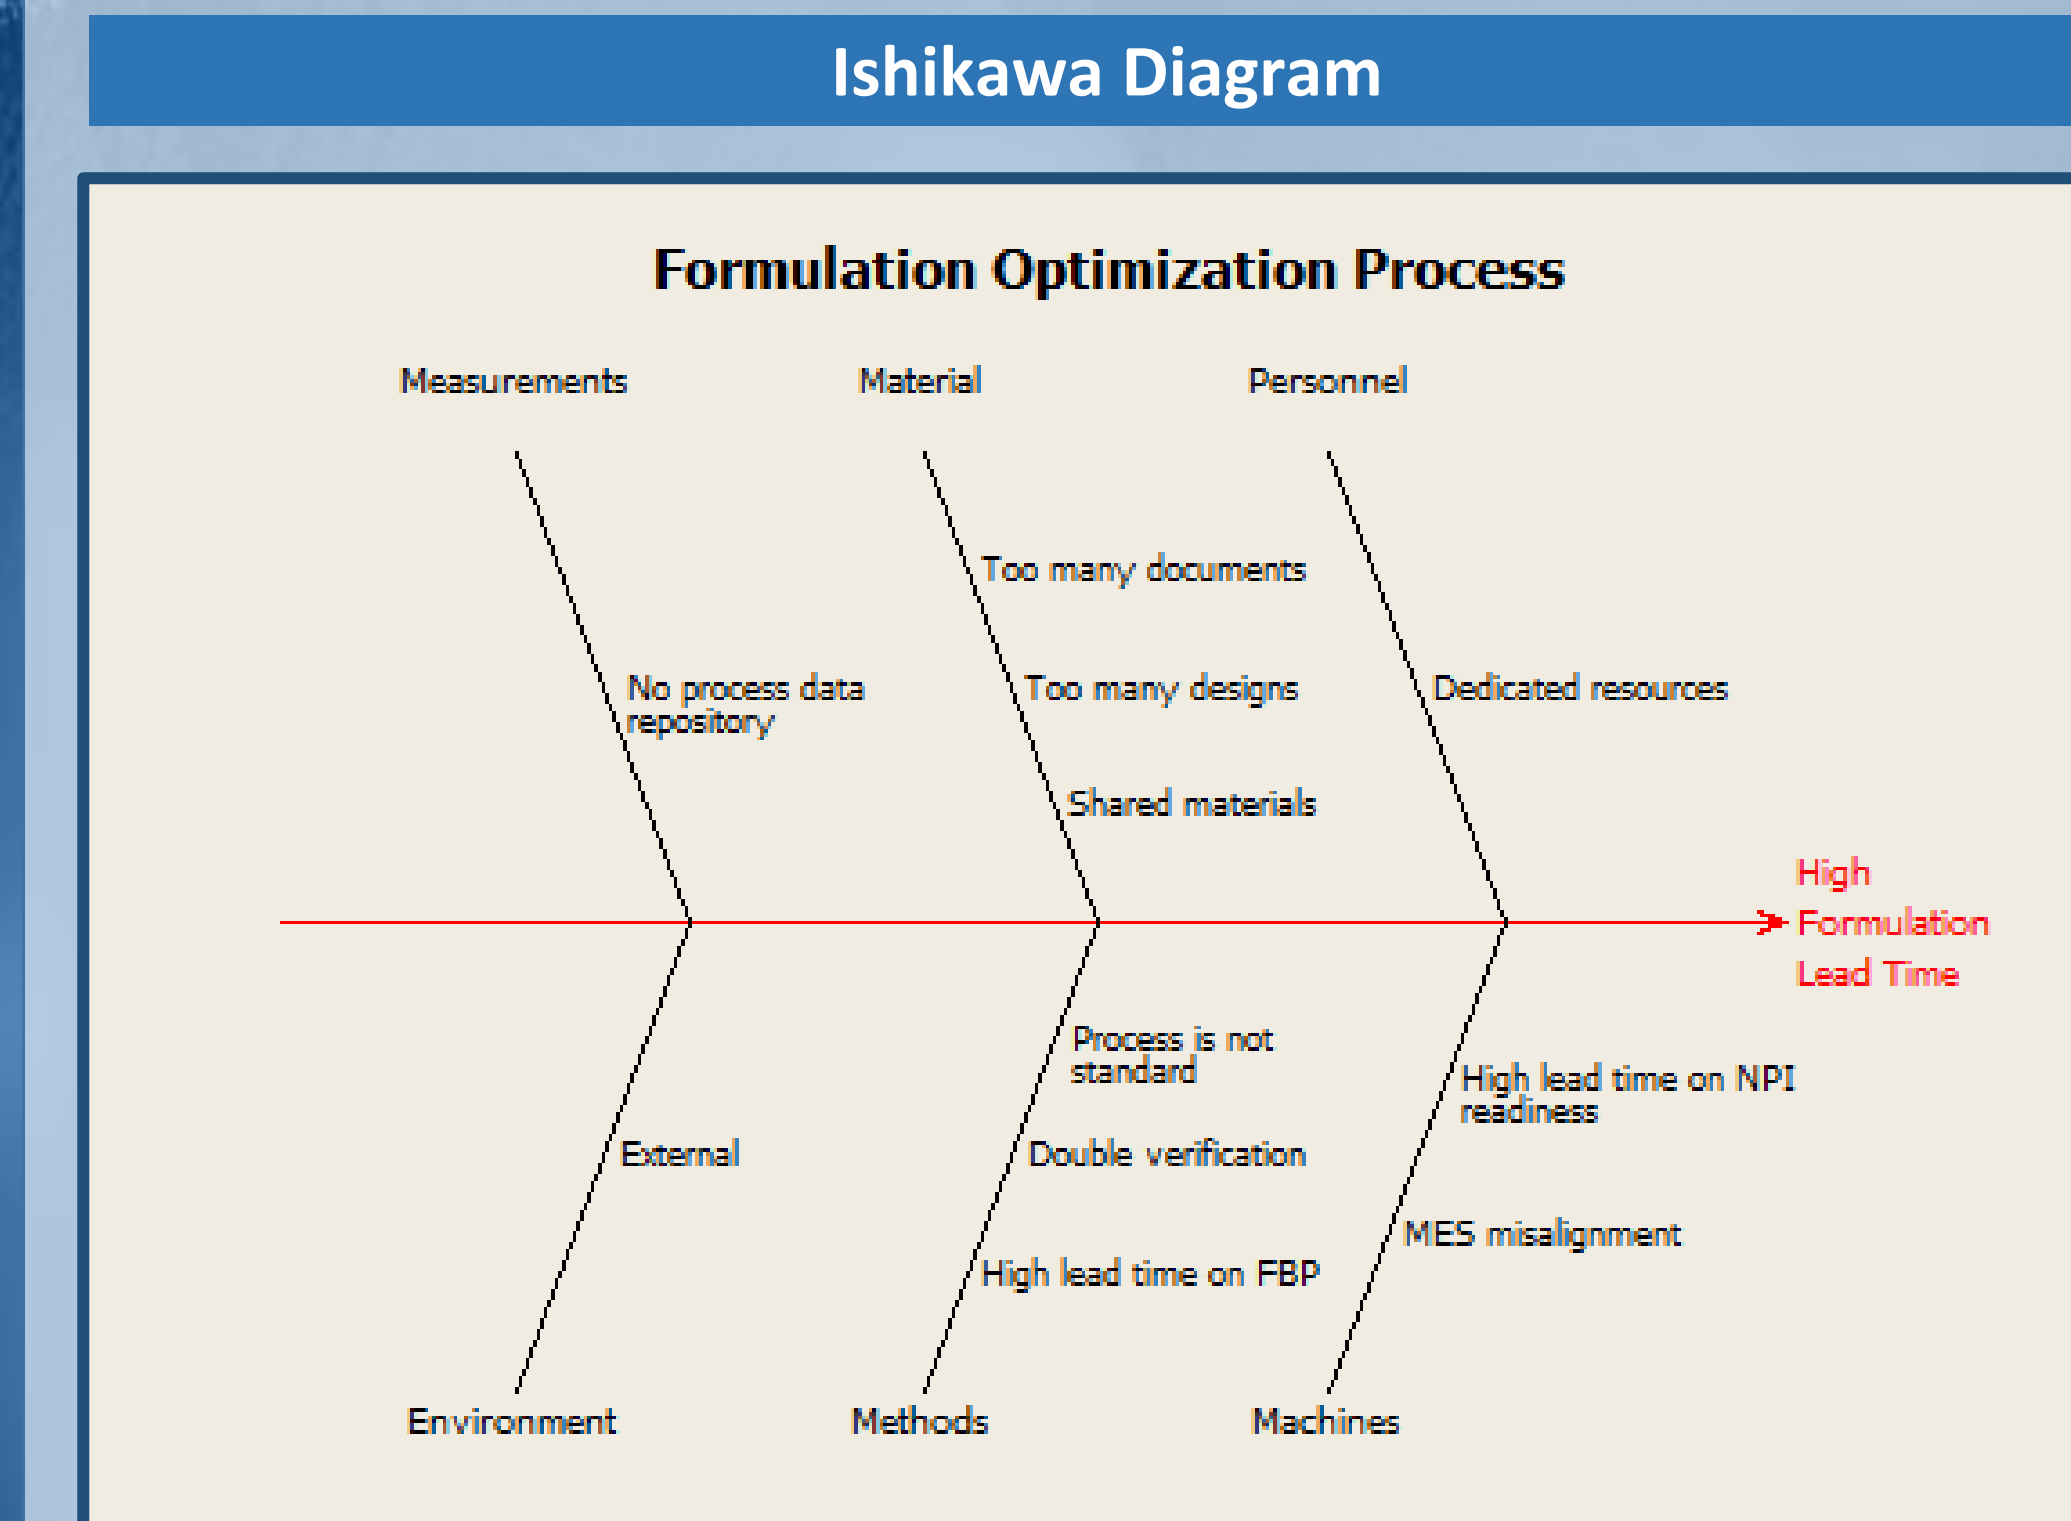 Ishikawa Diagram
Formulation Optimization Process
Measurements
Material
Personnel
Too many documents
No process data
repository
Too many designs
Dedicated resources
Shared materials
High
Formulation
Lead Time
Process is not
standard
High lead time on NPI
readiness
External
Double verification
MES misalignment
High lead time on FBP
Environment
Methods
Machines